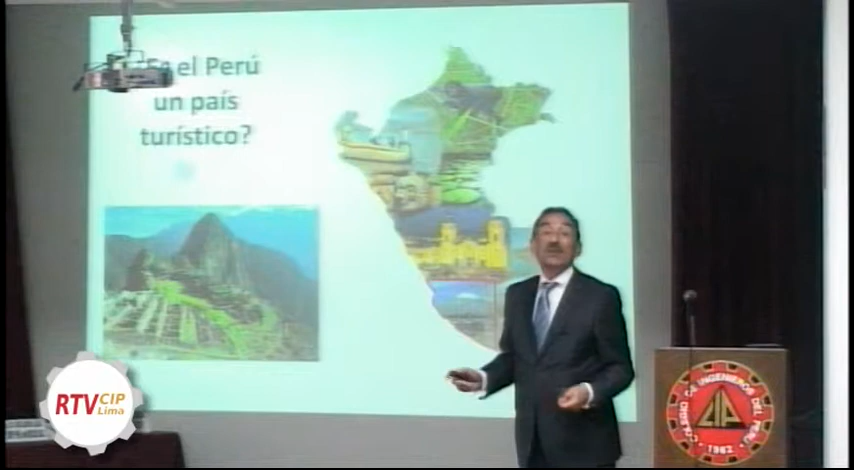 ¿Es el Perú
un país
turístico?
RTV CIP
Lima
COLEGIO DE INGENIEROS DEL PERÚ
CIP
1962